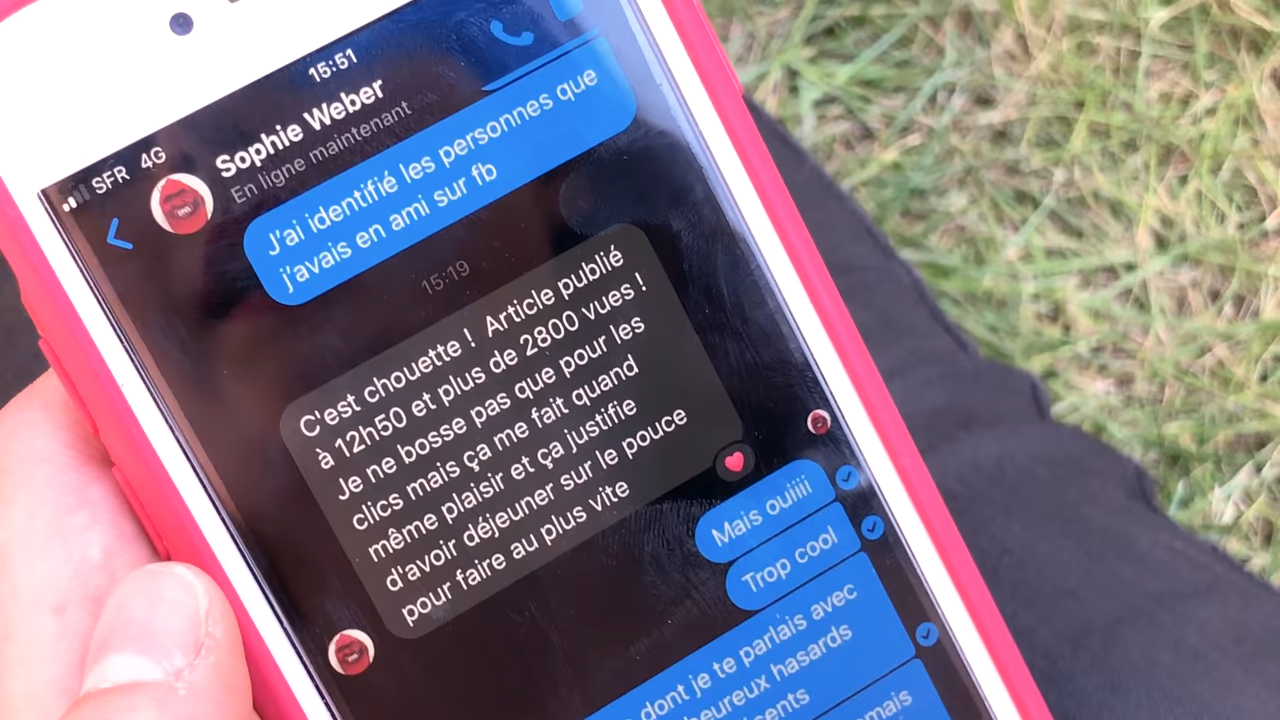 15:51
SFR 4G
Sophie Weber
En ligne maintenant
J'ai identifié les personnes que
j'avais en ami sur fb
15:19
C'est chouette ! Article publié
à 12h50 et plus de 2800 vues !
Je ne bosse pas que pour les
clics mais ça me fait quand
même plaisir et ça justifie
d'avoir déjeuner sur le pouce
pour faire au plus vite
Mais ouiiii
Trop cool
dont je te parlais avec
heureux hasards